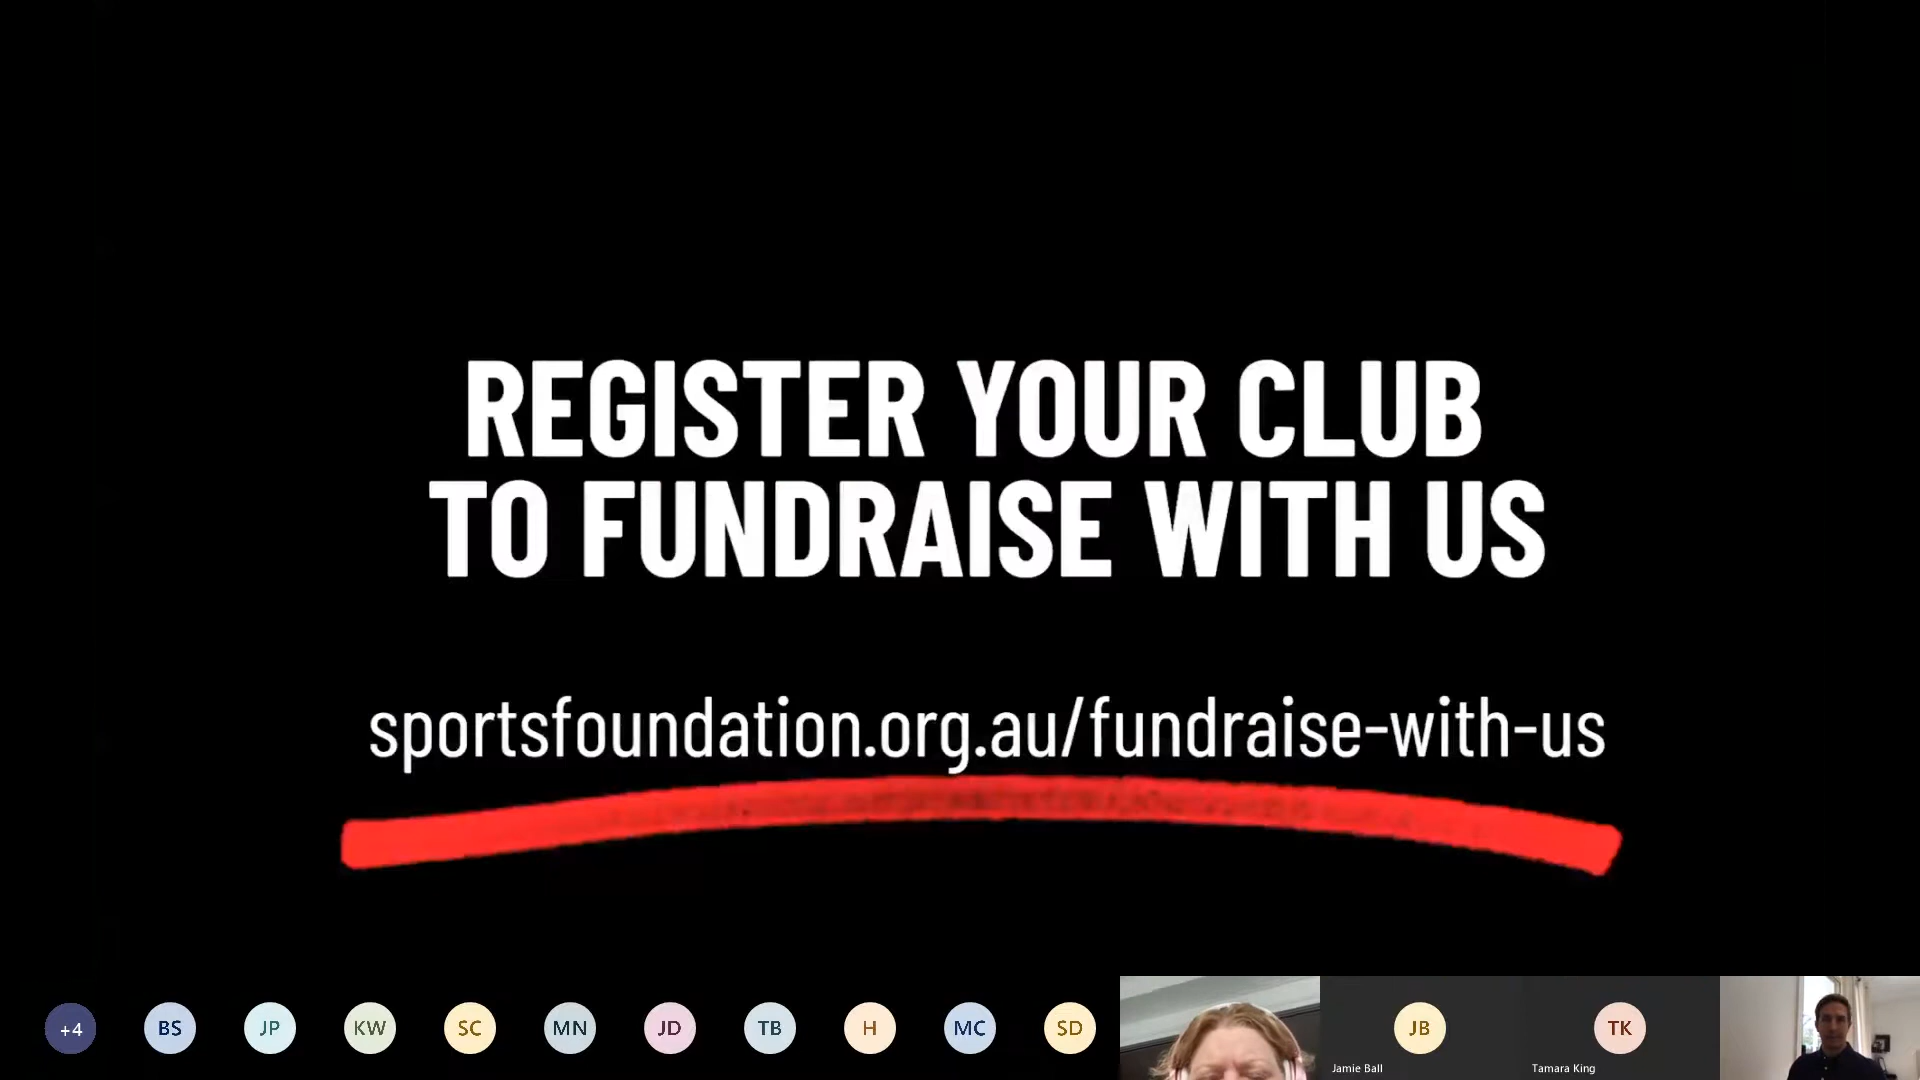 REGISTER YOUR CLUB
TO FUNDRAISE WITH US
sportsfoundation.org.au/fundraise-with-us
+4
BS
JP
KW
SC
MN
JD
TB
H
MC
SD
JB
TK
Jamie Ball
Tamara King